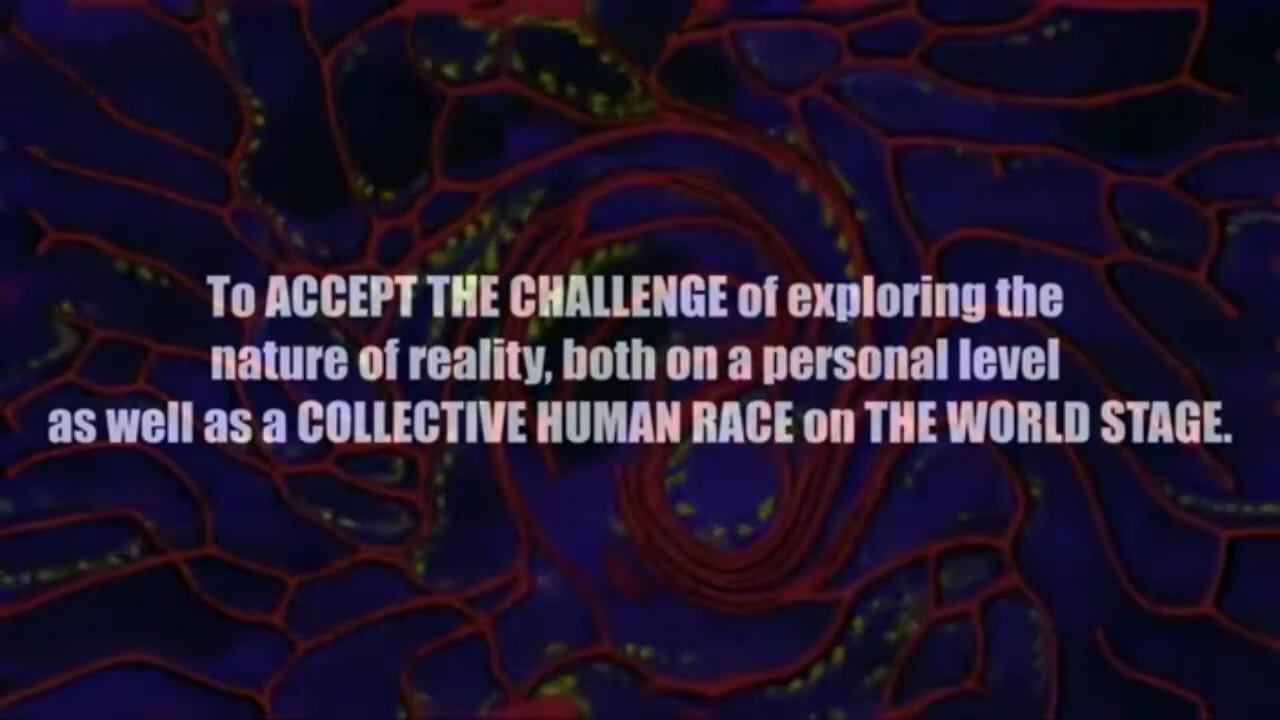 To ACCEPT THE CHALLENGE of exploring the
nature of reality, both on a personal level
as well as a COLLECTIVE HUMAN RACE on THE WORLD STAGE.